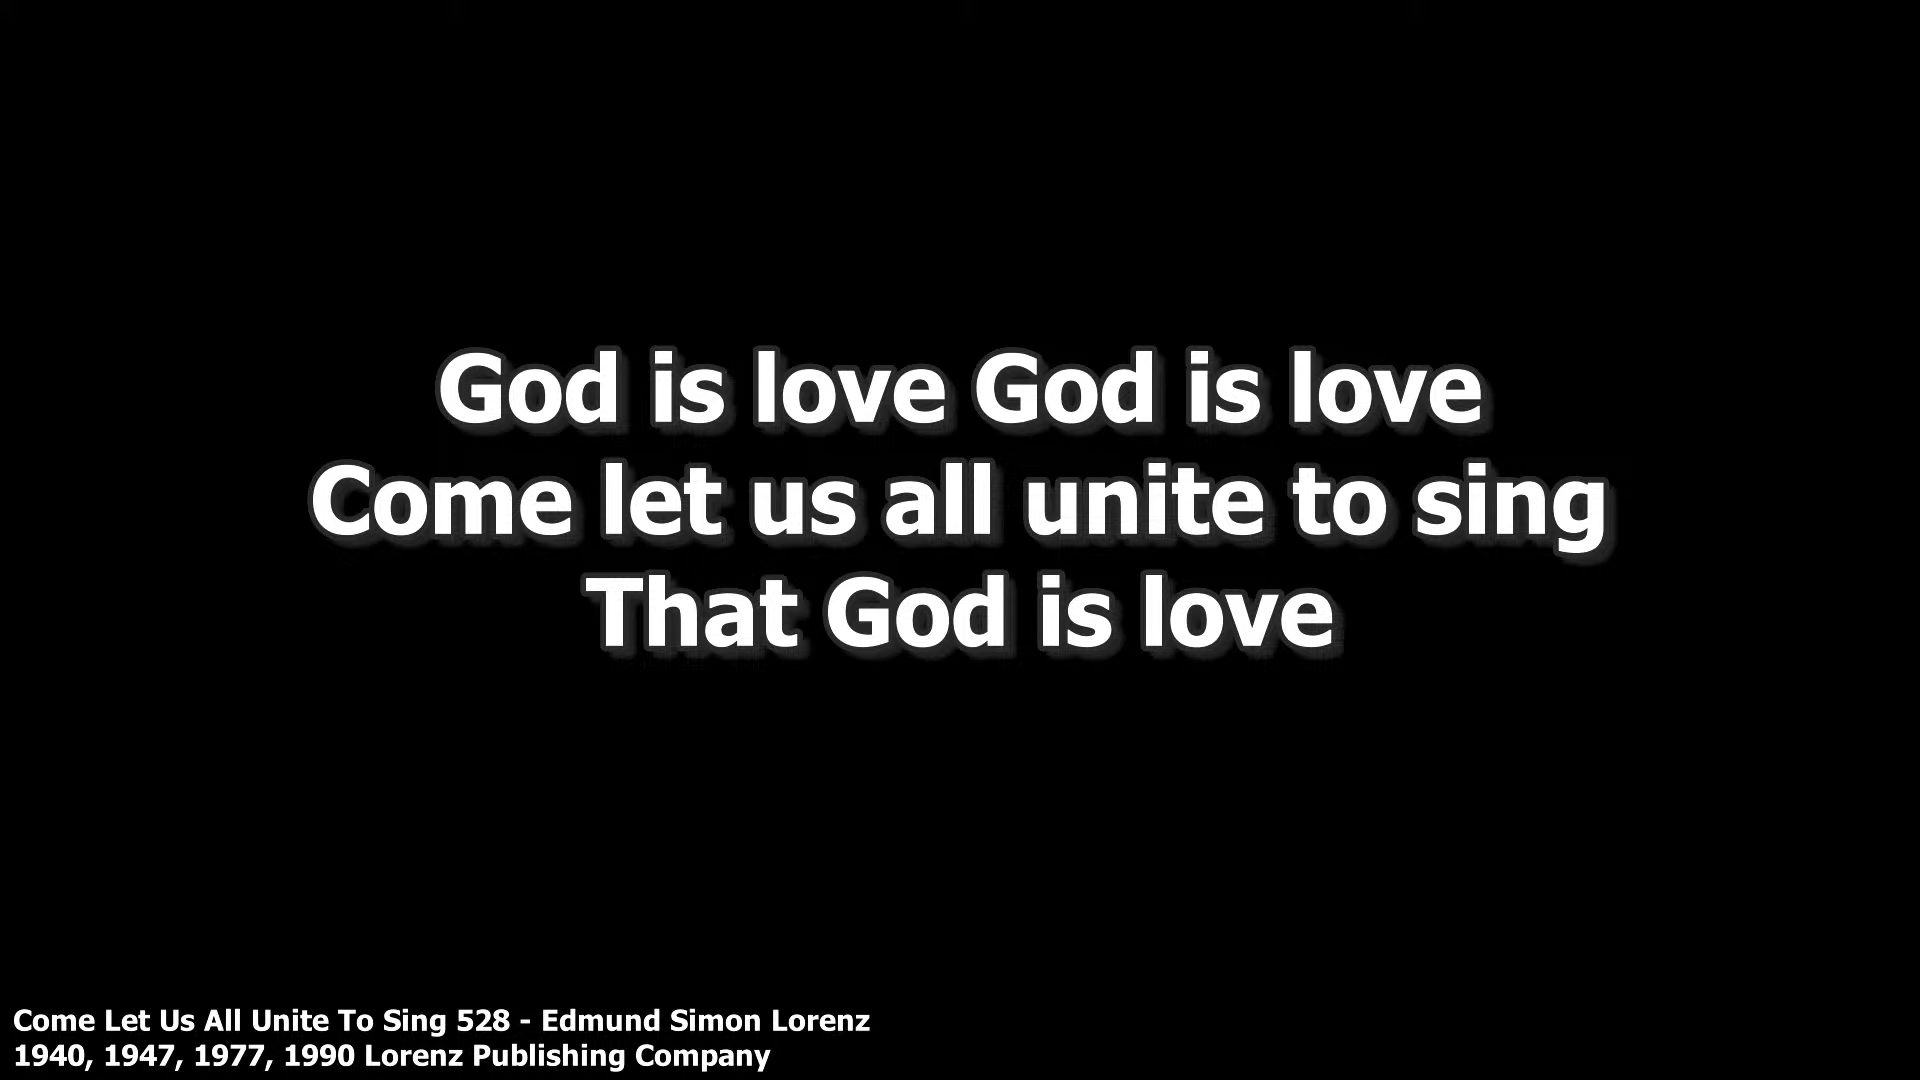 God is love God is love
Come let us all unite to sing
That God is love
Come Let Us All Unite To Sing 528 - Edmund Simon Lorenz
1940, 1947, 1977, 1990 Lorenz Publishing Company